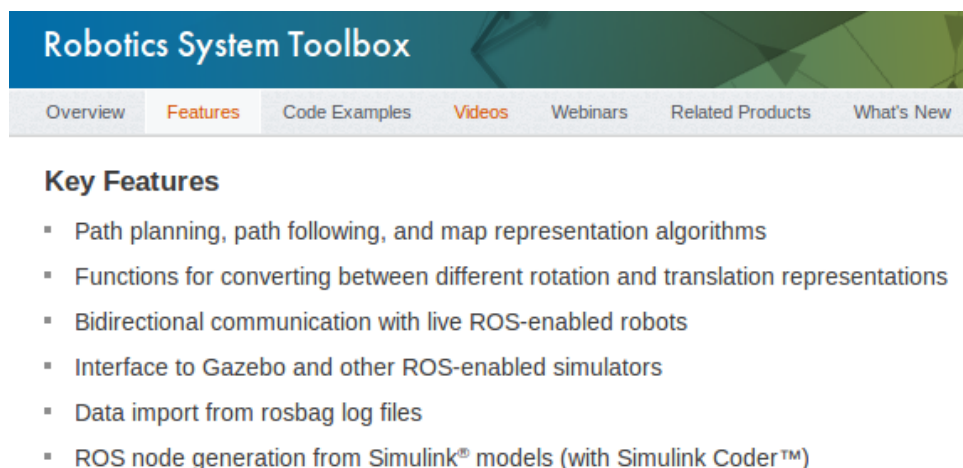 Robotics System Toolbox
Overview Features Code Examples Videos Webinars Related Products What's New
Key Features
▪ Path planning, path following, and map representation algorithms
▪ Functions for converting between different rotation and translation representations
▪ Bidirectional communication with live ROS-enabled robots
▪ Interface to Gazebo and other ROS-enabled simulators
▪ Data import from rosbag log files
▪ ROS node generation from Simulink® models (with Simulink Coder™)